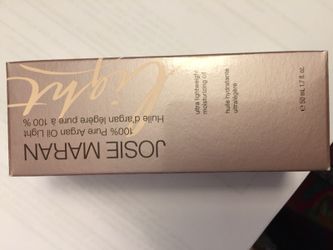 light
JOSIE MARAN
100% Pure Argan Oil Light
Huile d'argan légère pure à 100 %
ultra lightweight
moisturizing oil
huile hydratante
ultralégère
e 50 mL 1.7 fl. oz.